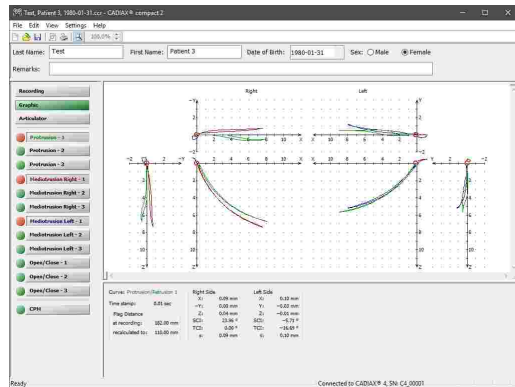 Test, Patient 3, 1980-01-31.ccr - CADIAX® compact 2
File Edit View Settings Help
100.0%
Last Name: Test First Name: Patient 3 Date of Birth: 1980-01-31 Sex: Male Female
Remarks:
Recording
Graphic
Articulator
Protrusion - 1
Protrusion - 2
Protrusion - 3
Mediotrusion Right - 1
Mediotrusion Right - 2
Mediotrusion Right - 3
Mediotrusion Left - 1
Mediotrusion Left - 2
Mediotrusion Left - 3
Open/Close - 1
Open/Close - 2
Open/Close - 3
CPM
Right Left
Curve: Protrusion/Retrusion 1
Time stamp: 0.01 sec
Flag Distance
at recording: 182.00 mm
recalculated to: 110.00 mm
Right Side
X: 0.09 mm
-Y: 0.00 mm
Z: 0.04 mm
SCI: 23.96 °
TCI: 0.00 °
s: 0.09 mm
Left Side
X: 0.10 mm
Y: -0.03 mm
Z: -0.01 mm
SCI: -5.73 °
TCI: -16.69 °
s: 0.10 mm
Ready Connected to CADIAX® 4, SN: C4_00001